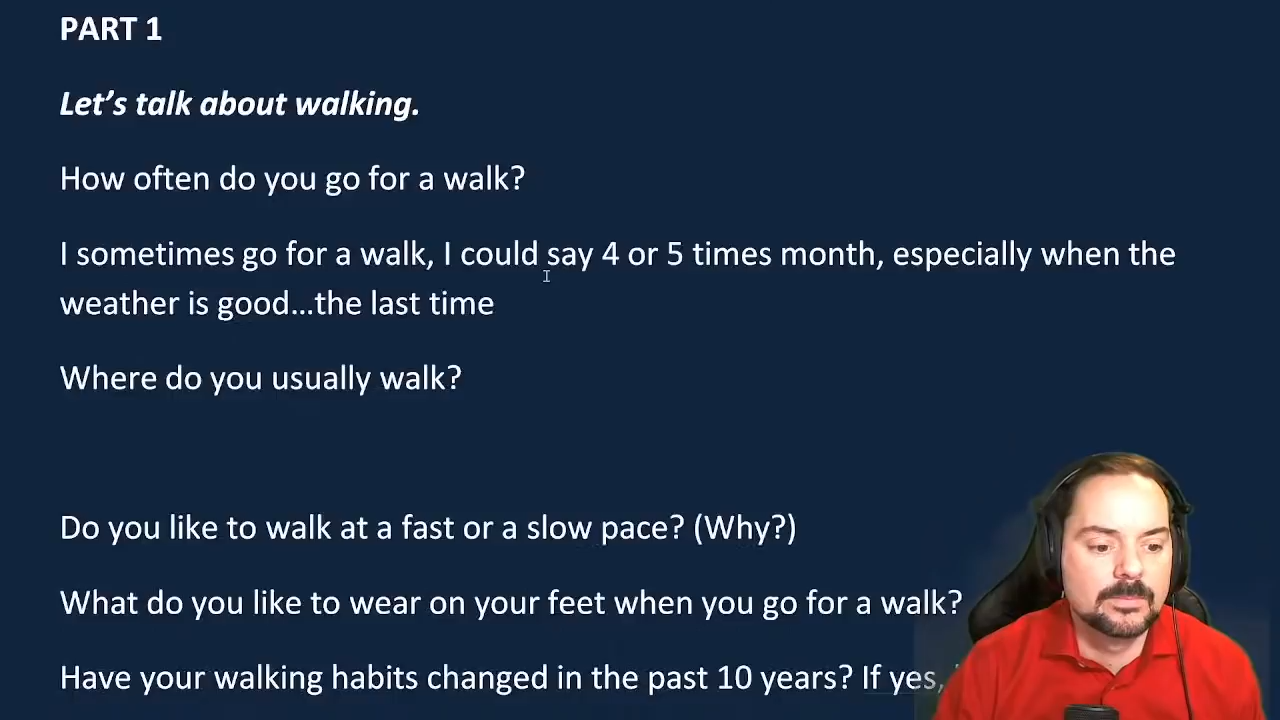 PART 1
Let's talk about walking.
How often do you go for a walk?
I sometimes go for a walk, I could say 4 or 5 times month, especially when the
weather is good...the last time
Where do you usually walk?
Do you like to walk at a fast or a slow pace? (Why?)
What do you like to wear on your feet when you go for a walk?
Have your walking habits changed in the past 10 years? If yes,